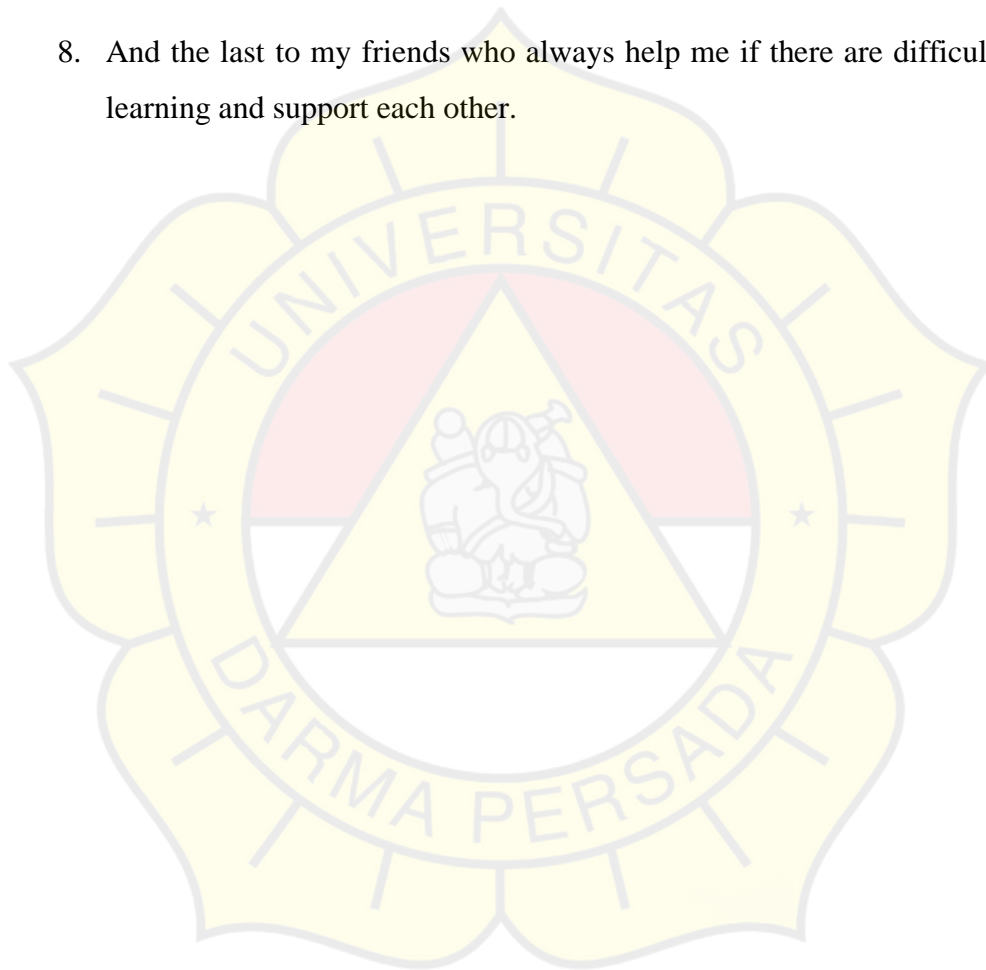 8. And the last to my friends who always help me if there are difficul
learning and support each other.
UNIVERSITAS
DARMA PERSADA